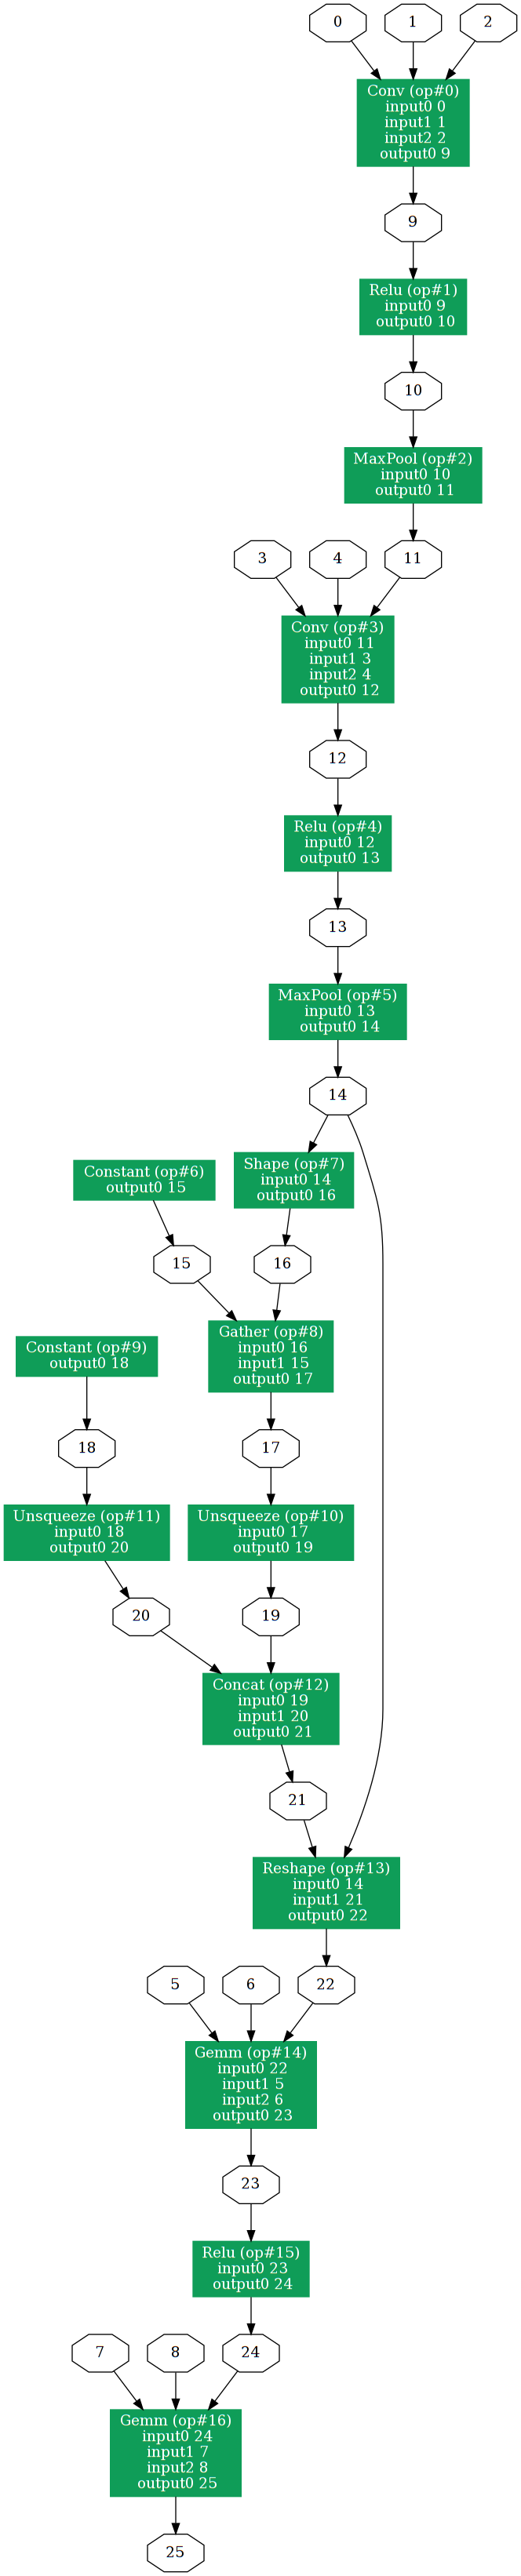 0
1
2
Conv (op#0)
input0 0
input1 1
input2 2
output0 9
9
Relu (op#1)
input0 9
output0 10
10
MaxPool (op#2)
input0 10
output0 11
3
4
11
Conv (op#3)
input0 11
input1 3
input2 4
output0 12
12
Relu (op#4)
input0 12
output0 13
13
MaxPool (op#5)
input0 13
output0 14
14
Constant (op#6)
output0 15
Shape (op#7)
input0 14
output0 16
15
16
Gather (op#8)
input0 16
input1 15
output0 17
Constant (op#9)
output0 18
18
17
Unsqueeze (op#11)
input0 18
output0 20
Unsqueeze (op#10)
input0 17
output0 19
20
19
Concat (op#12)
input0 19
input1 20
output0 21
21
Reshape (op#13)
input0 14
input1 21
output0 22
5
6
22
Gemm (op#14)
input0 22
input1 5
input2 6
output0 23
23
Relu (op#15)
input0 23
output0 24
7
8
24
Gemm (op#16)
input0 24
input1 7
input2 8
output0 25
25